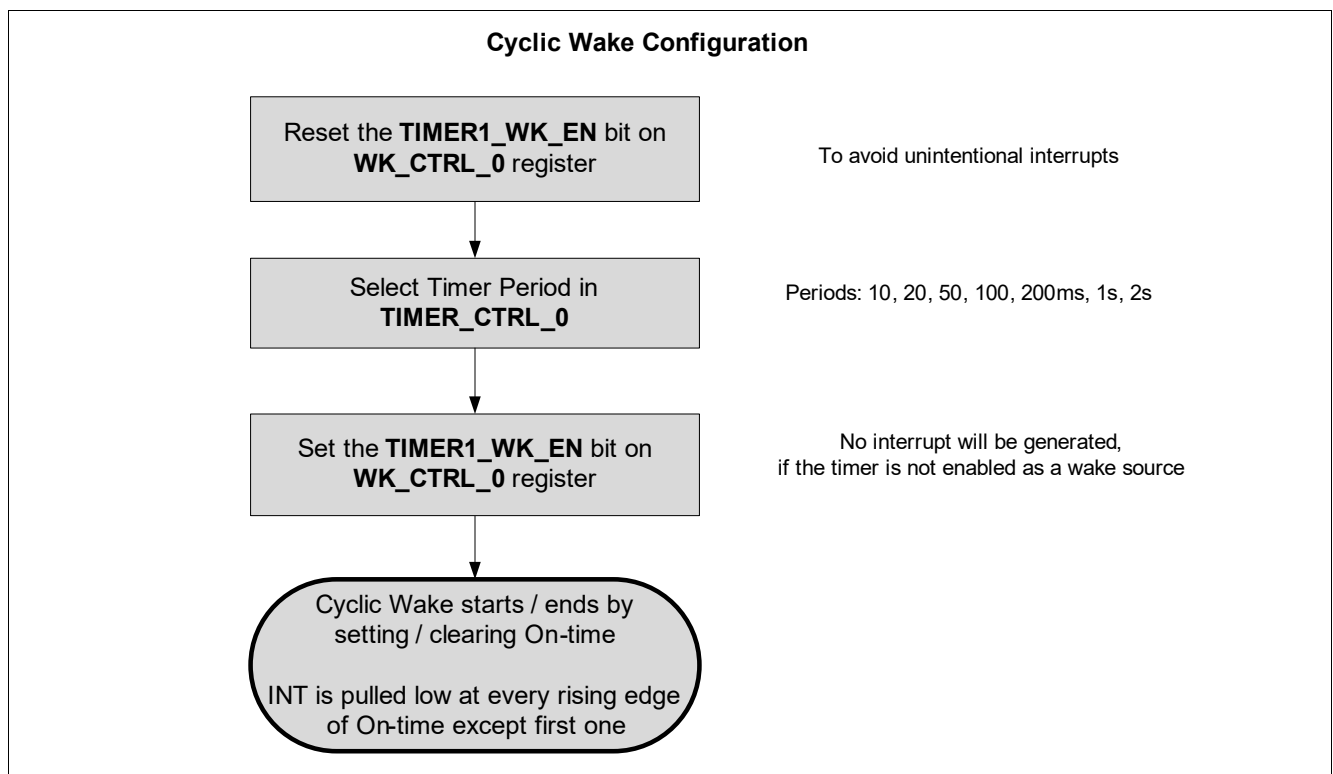 Cyclic Wake Configuration
Reset the TIMER1_WK_EN bit on
WK_CTRL_0 register
To avoid unintentional interrupts
Select Timer Period in
TIMER_CTRL_0
Periods: 10, 20, 50, 100, 200ms, 1s, 2s
Set the TIMER1_WK_EN bit on
WK_CTRL_0 register
No interrupt will be generated,
if the timer is not enabled as a wake source
Cyclic Wake starts / ends by
setting / clearing On-time
INT is pulled low at every rising edge
of On-time except first one